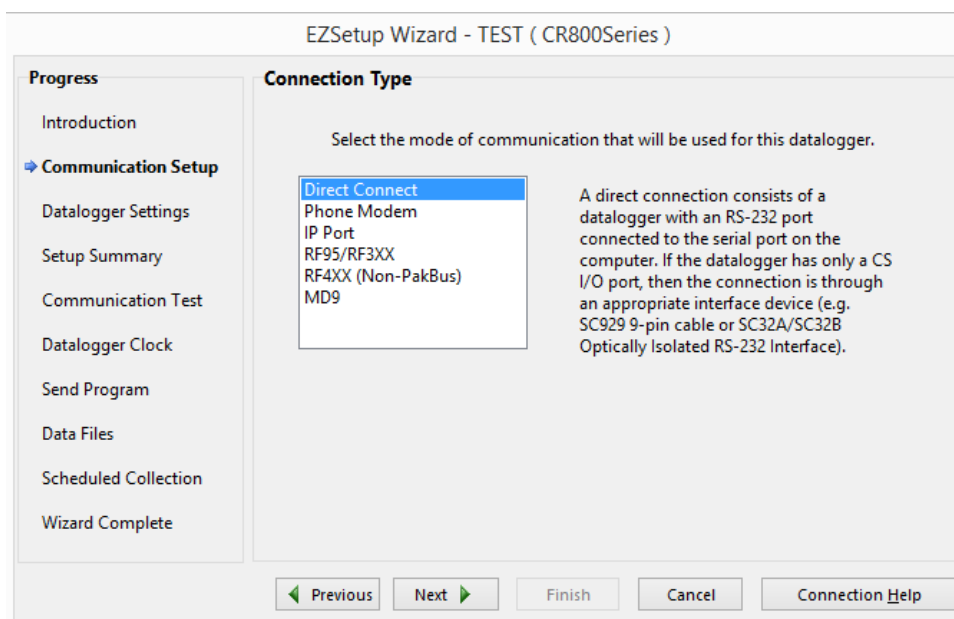 EZSetup Wizard - TEST ( CR800Series )
Progress
Introduction
Communication Setup
Datalogger Settings
Setup Summary
Communication Test
Datalogger Clock
Send Program
Data Files
Scheduled Collection
Wizard Complete
Connection Type
Select the mode of communication that will be used for this datalogger.
Direct Connect
Phone Modem
IP Port
RF95/RF3XX
RF4XX (Non-PakBus)
MD9
A direct connection consists of a
datalogger with an RS-232 port
connected to the serial port on the
computer. If the datalogger has only a CS
I/O port, then the connection is through
an appropriate interface device (e.g.
SC929 9-pin cable or SC32A/SC32B
Optically Isolated RS-232 Interface).
Previous
Next
Finish
Cancel
Connection Help